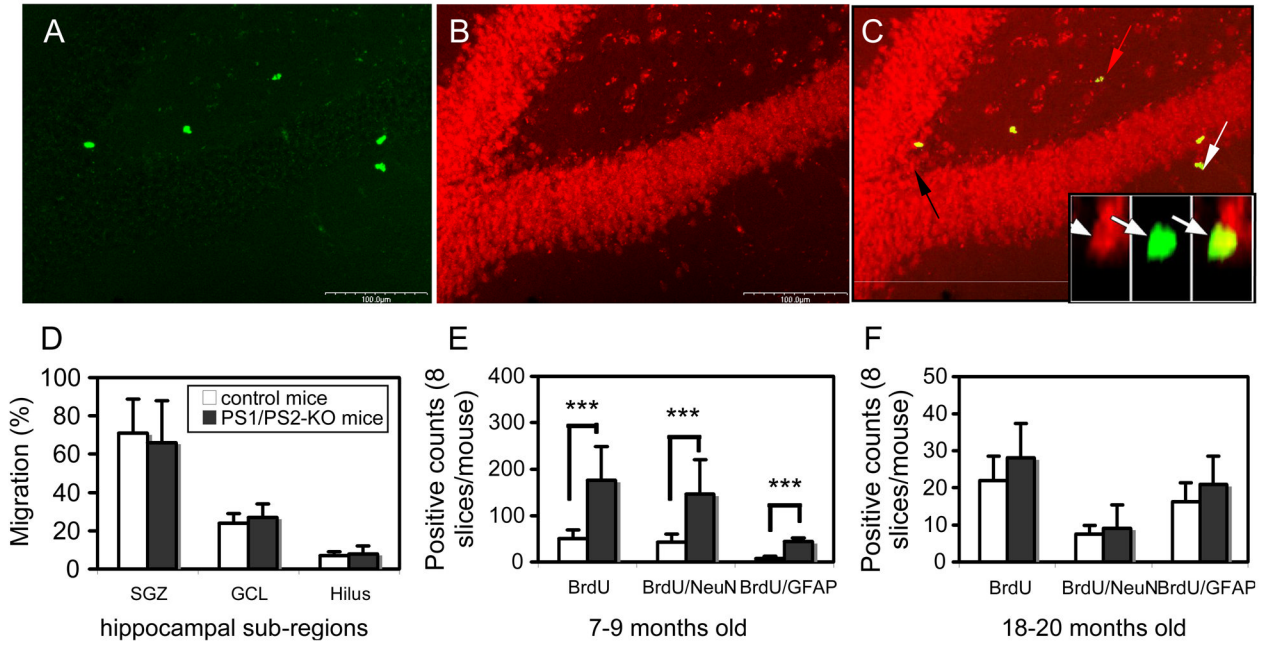 A
B
C
100.0µm
100.0µm
D
E
F
Migration (%)
100
80
60
40
20
0
control mice
PS1/PS2-KO mice
SGZ GCL Hilus
hippocampal sub-regions
Positive counts (8
slices/mouse)
400
300
200
100
0
***
***
***
BrdU BrdU/NeuN BrdU/GFAP
7-9 months old
Positive counts (8
slices/mouse)
50
40
30
20
10
0
BrdU BrdU/NeuN BrdU/GFAP
18-20 months old